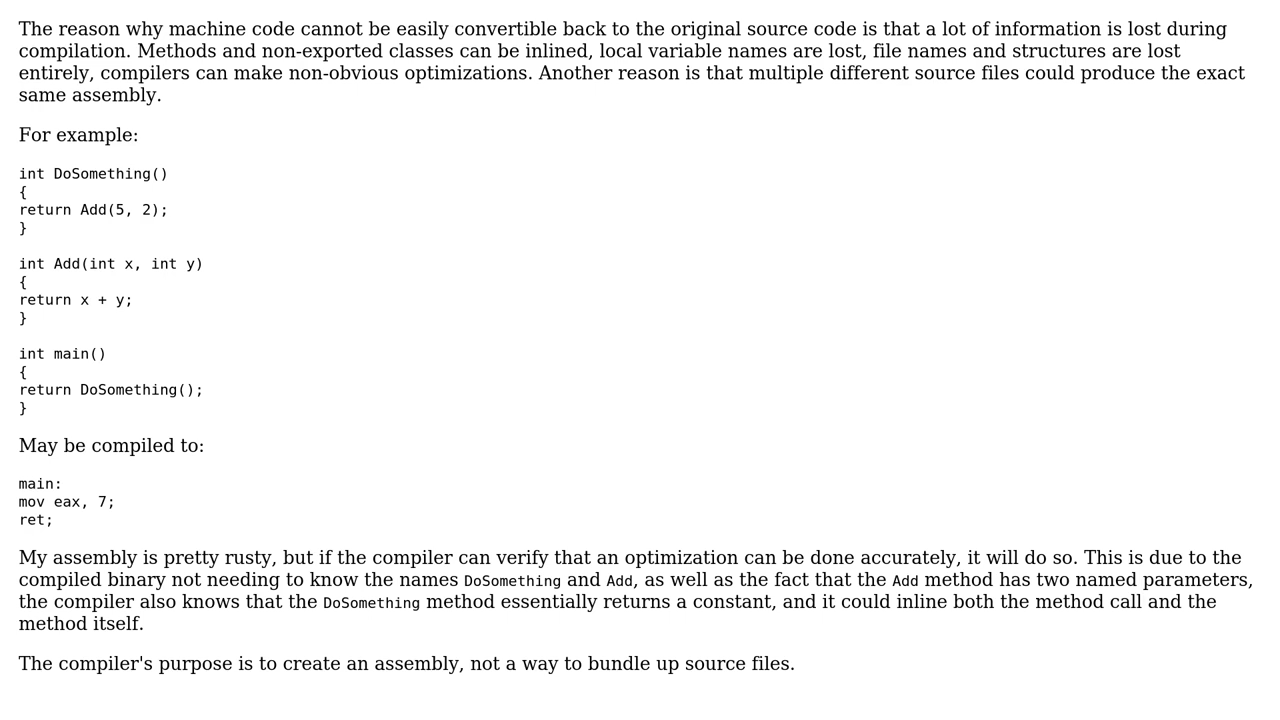 The reason why machine code cannot be easily convertible back to the original source code is that a lot of information is lost during
compilation. Methods and non-exported classes can be inlined, local variable names are lost, file names and structures are lost
entirely, compilers can make non-obvious optimizations. Another reason is that multiple different source files could produce the exact
same assembly.
For example:
int DoSomething()
{
return Add(5, 2);
}
int Add(int x, int y)
{
return x + y;
}
int main()
{
return DoSomething();
}
May be compiled to:
main:
mov eax, 7;
ret;
My assembly is pretty rusty, but if the compiler can verify that an optimization can be done accurately, it will do so. This is due to the
compiled binary not needing to know the names DoSomething and Add, as well as the fact that the Add method has two named parameters,
the compiler also knows that the DoSomething method essentially returns a constant, and it could inline both the method call and the
method itself.
The compiler's purpose is to create an assembly, not a way to bundle up source files.